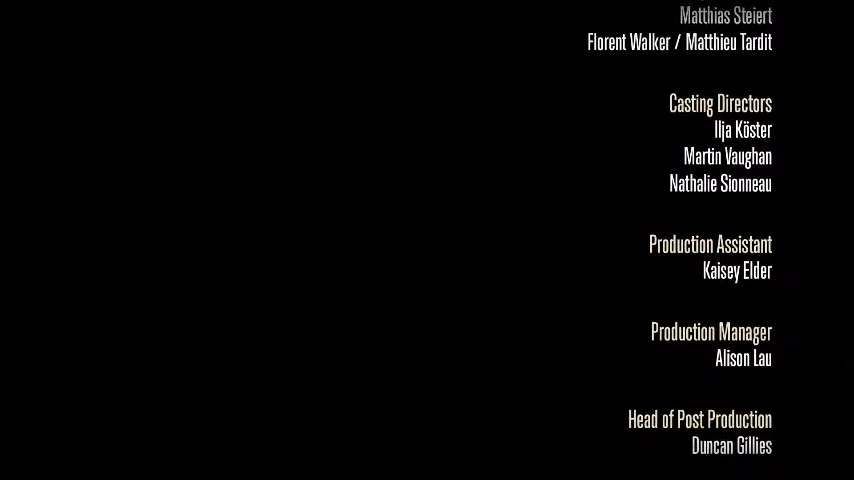 Matthias Steiert
Florent Walker / Matthieu Tardit
Casting Directors
Ilja Köster
Martin Vaughan
Nathalie Sionneau
Production Assistant
Kaisey Elder
Production Manager
Alison Lau
Head of Post Production
Duncan Gillies